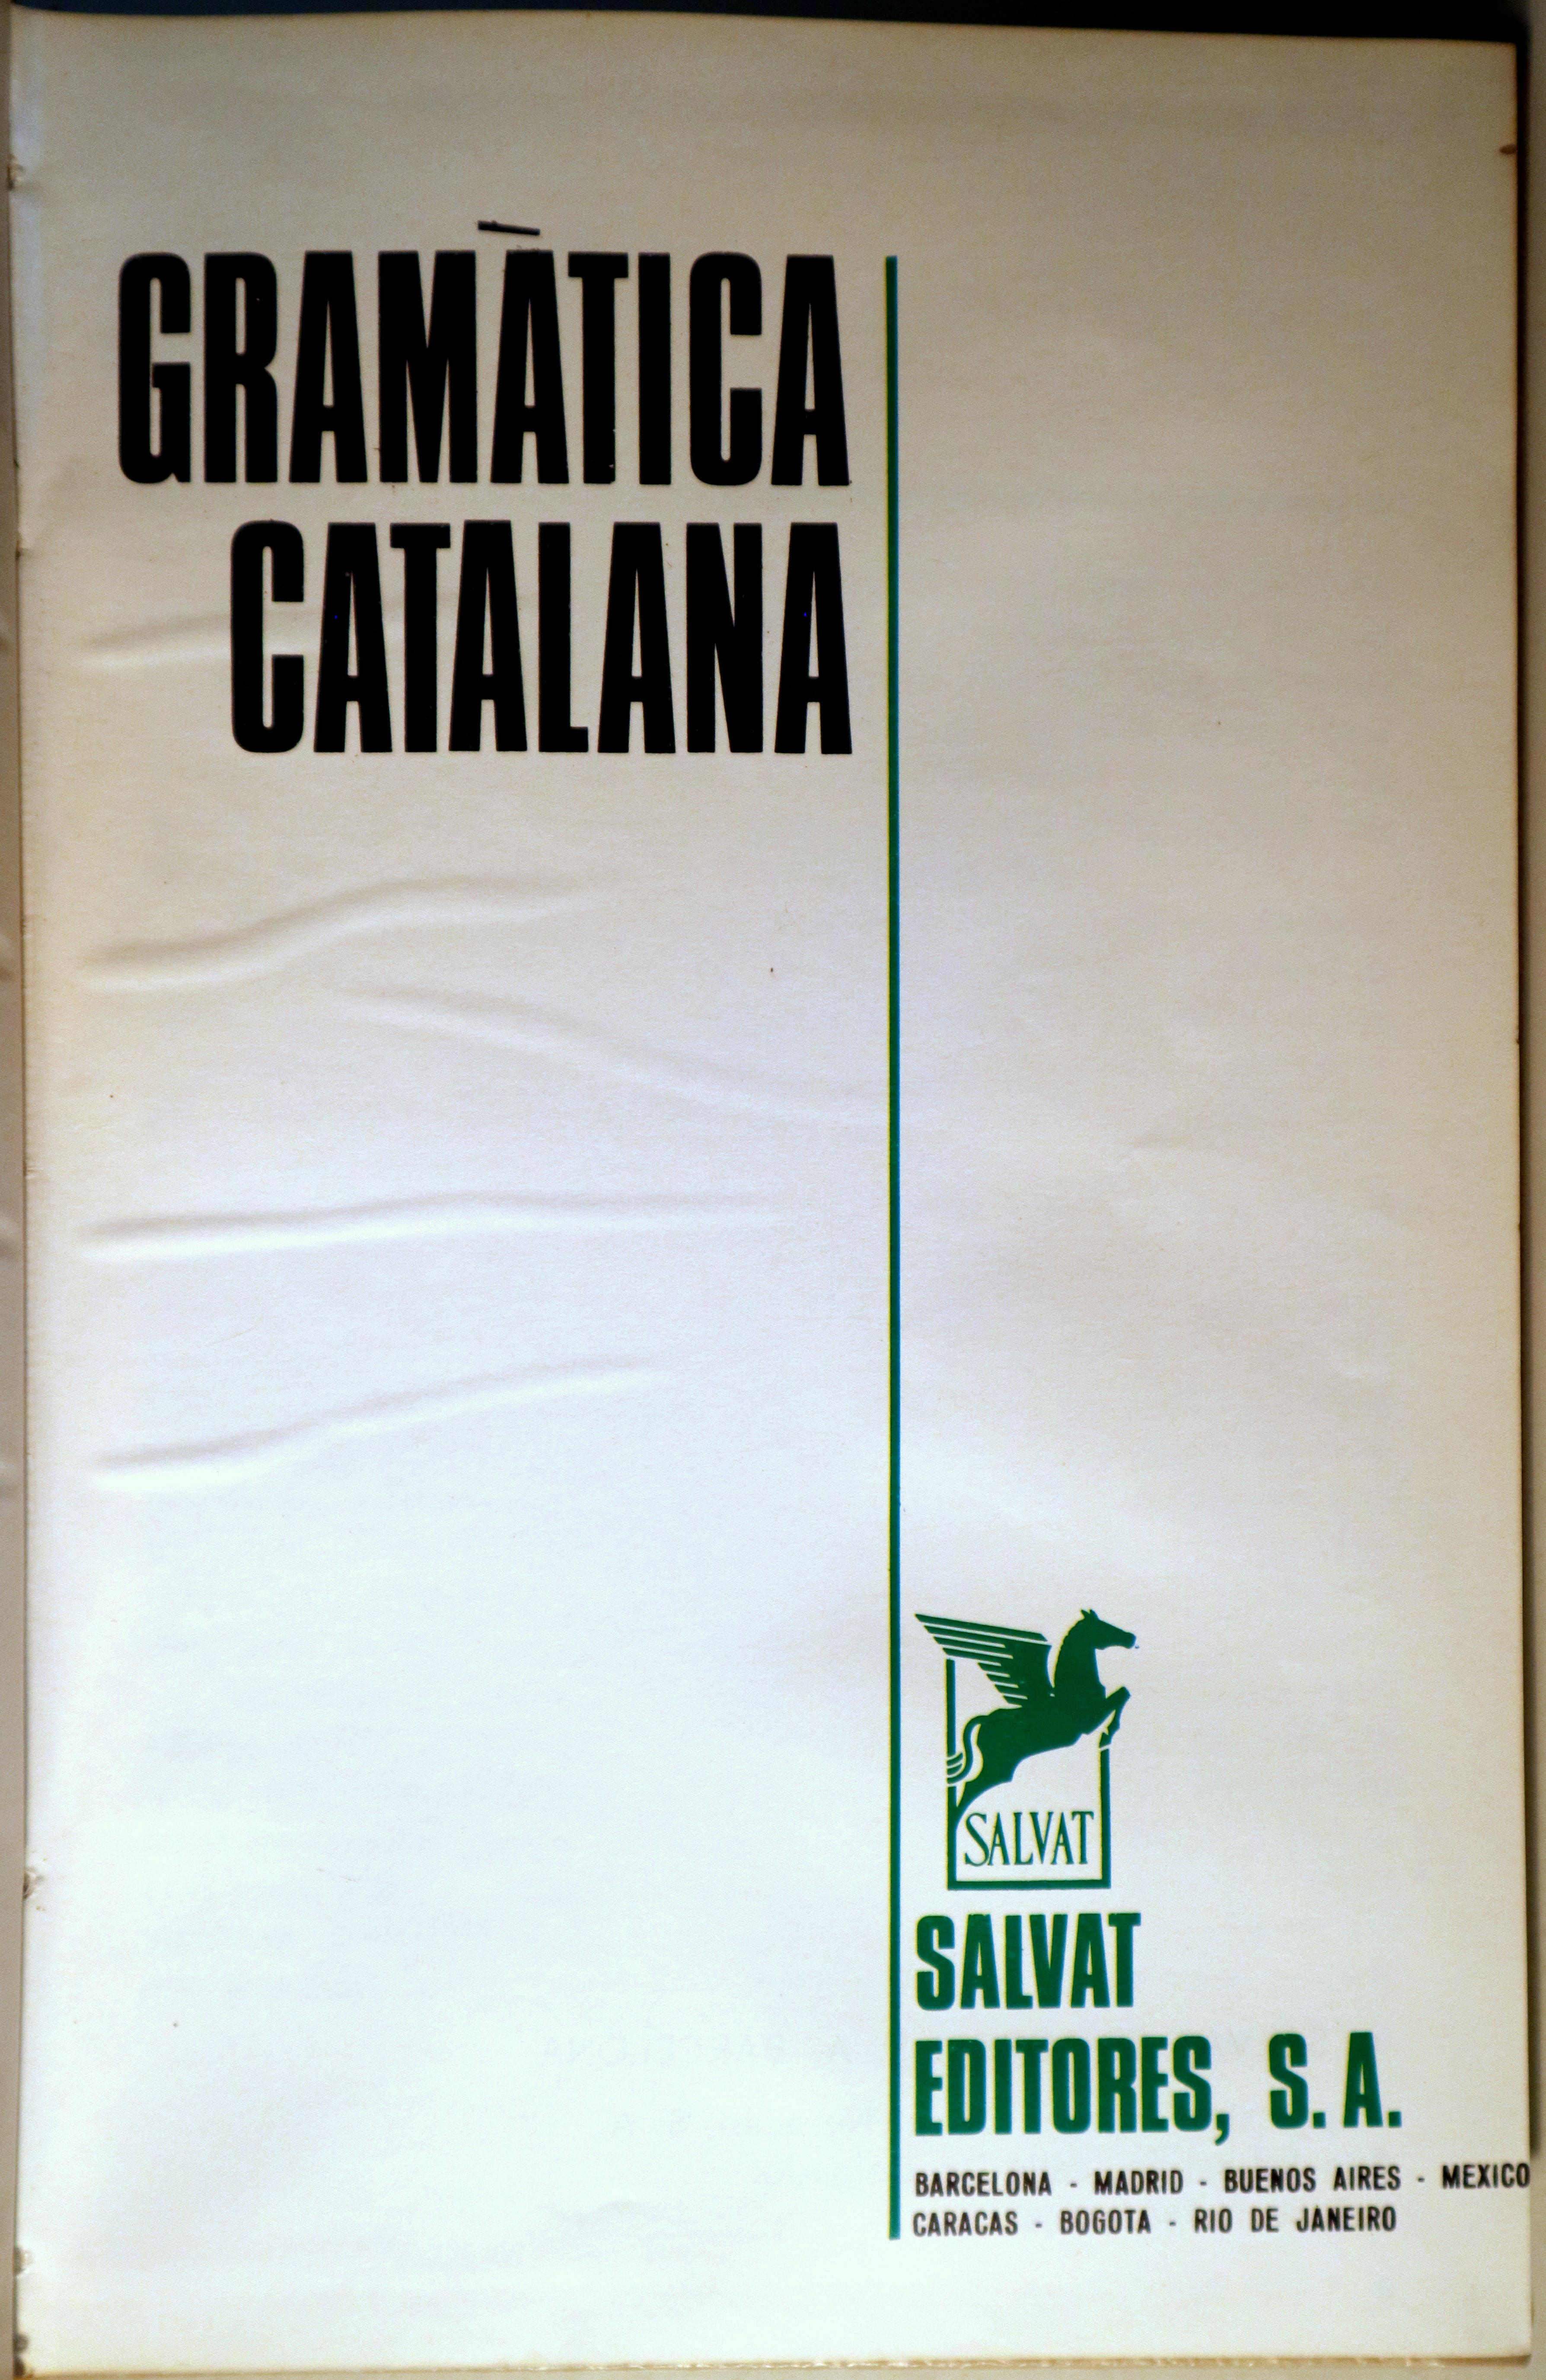 GRAMÀTICA
CATALANA
SALVAT
SALVAT
EDITORES, S. A.
BARCELONA - MADRID - BUENOS AIRES - MEXICO
CARACAS - BOGOTA - RIO DE JANEIRO